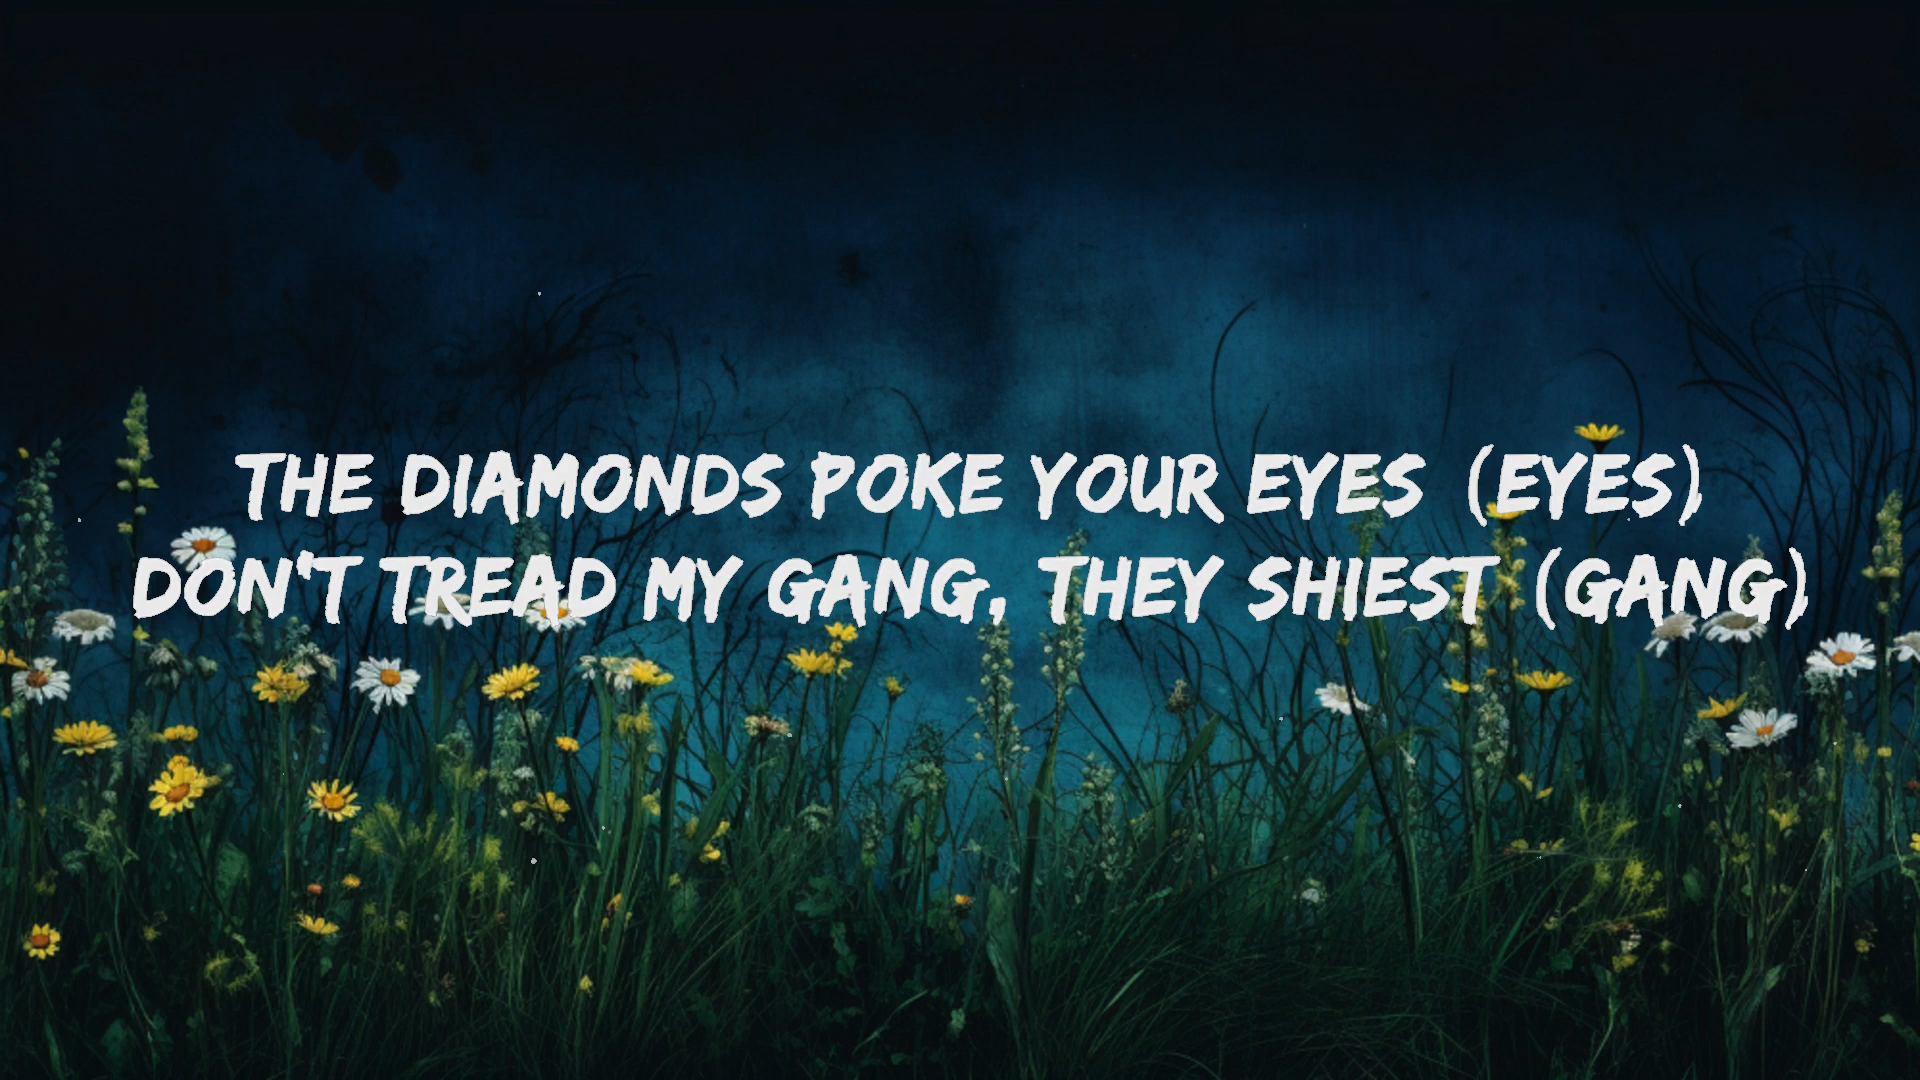 THE DIAMONDS POKE YOUR EYES (EYES)
DON'T TREAD MY GANG, THEY SHIEST (GANG)